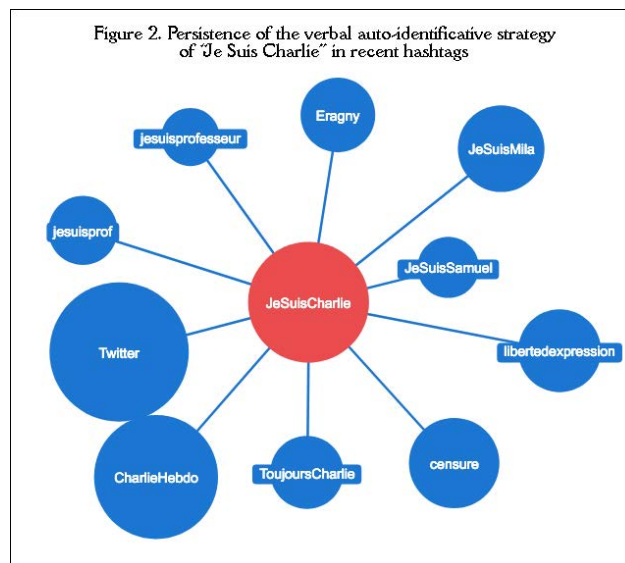 Figure 2. Persistence of the verbal auto-identificative strategy
of "Je Suis Charlie" in recent hashtags
Eragny
jesuisprofesseur
JeSuisMila
jesuisprof
JeSuisSamuel
JeSuisCharlie
Twitter
libertedexpression
CharlieHebdo
ToujoursCharlie
censure